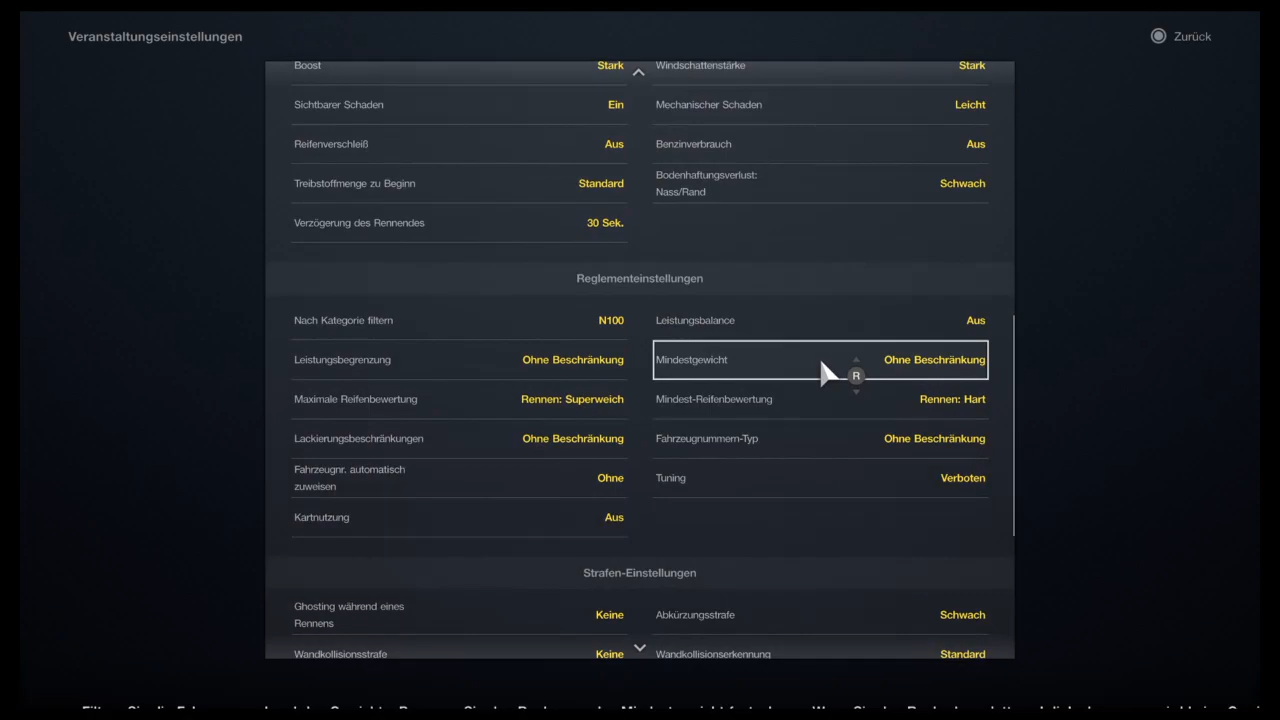 Veranstaltungseinstellungen
Zurück
Boost Stark
Windschattenstärke Stark
Sichtbarer Schaden Ein
Mechanischer Schaden Leicht
Reifenverschleiß Aus
Benzinverbrauch Aus
Treibstoffmenge zu Beginn Standard
Bodenhaftungsverlust:
Nass/Rand Schwach
Verzögerung des Rennendes 30 Sek.
Reglementeinstellungen
Nach Kategorie filtern N100
Leistungsbalance Aus
Leistungsbegrenzung Ohne Beschränkung
Mindestgewicht R Ohne Beschränkung
Maximale Reifenbewertung Rennen: Superweich
Mindest-Reifenbewertung Rennen: Hart
Lackierungsbeschränkungen Ohne Beschränkung
Fahrzeugnummern-Typ Ohne Beschränkung
Fahrzeugnr. automatisch
zuweisen Ohne
Tuning Verboten
Kartnutzung Aus
Strafen-Einstellungen
Ghosting während eines
Rennens Keine
Abkürzungsstrafe Schwach
Wandkollisionsstrafe Keine
Wandkollisionserkennung Standard